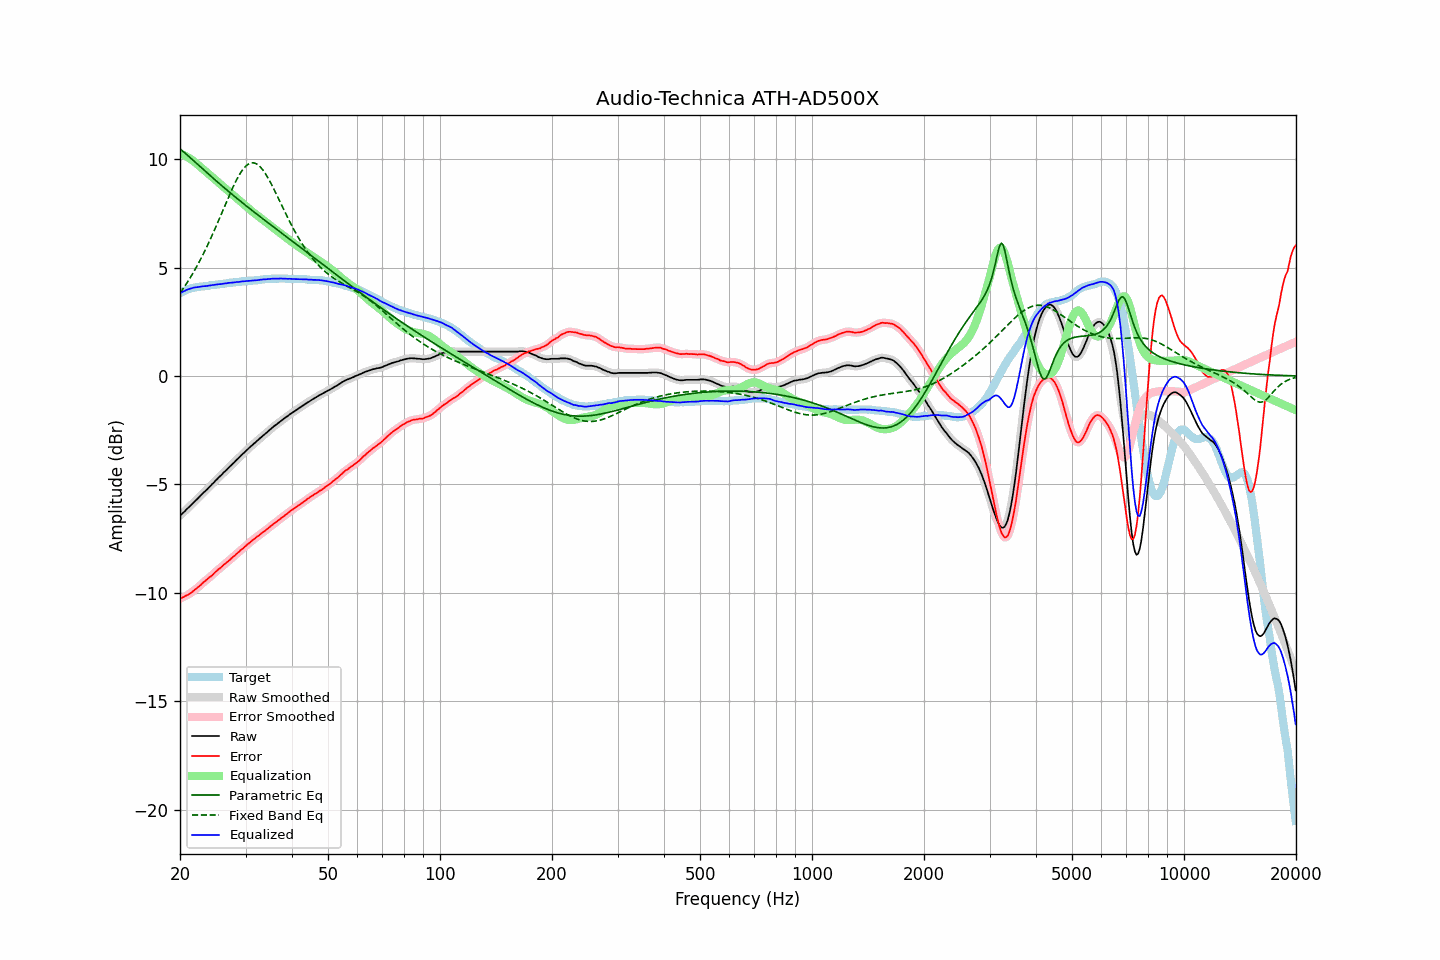 Audio-Technica ATH-AD500X
Amplitude (dBr)
10
5
0
−5
−10
−15
−20
Target
Raw Smoothed
Error Smoothed
Raw
Error
Equalization
Parametric Eq
Fixed Band Eq
Equalized
20 50 100 200 500 1000 2000 5000 10000 20000
Frequency (Hz)